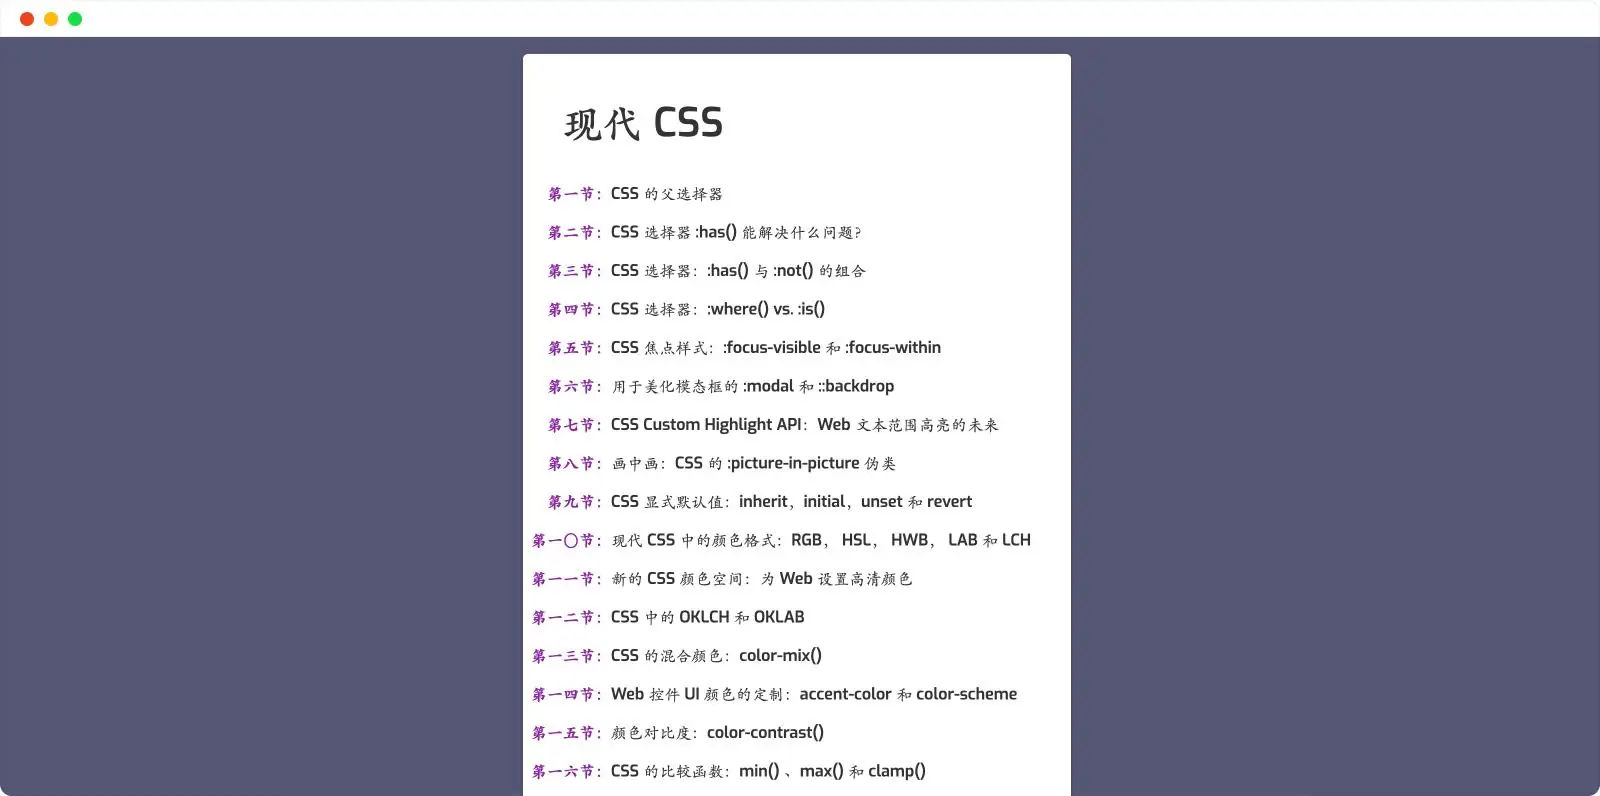 现代 CSS
第一节：CSS 的父选择器
第二节：CSS 选择器 :has() 能解决什么问题？
第三节：CSS 选择器：:has() 与 :not() 的组合
第四节：CSS 选择器：:where() vs. :is()
第五节：CSS 焦点样式：:focus-visible 和 :focus-within
第六节：用于美化模态框的 :modal 和 ::backdrop
第七节：CSS Custom Highlight API：Web 文本范围高亮的未来
第八节：画中画：CSS 的 :picture-in-picture 伪类
第九节：CSS 显式默认值：inherit，initial，unset 和 revert
第一〇节：现代 CSS 中的颜色格式：RGB， HSL， HWB， LAB 和 LCH
第一一节：新的 CSS 颜色空间：为 Web 设置高清颜色
第一二节：CSS 中的 OKLCH 和 OKLAB
第一三节：CSS 的混合颜色：color-mix()
第一四节：Web 控件 UI 颜色的定制：accent-color 和 color-scheme
第一五节：颜色对比度：color-contrast()
第一六节：CSS 的比较函数：min() 、max() 和 clamp()